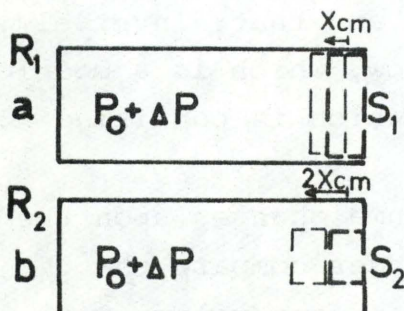 R1 Xcm
a P0+ΔP S1
R2 2Xcm
b P0+ΔP S2